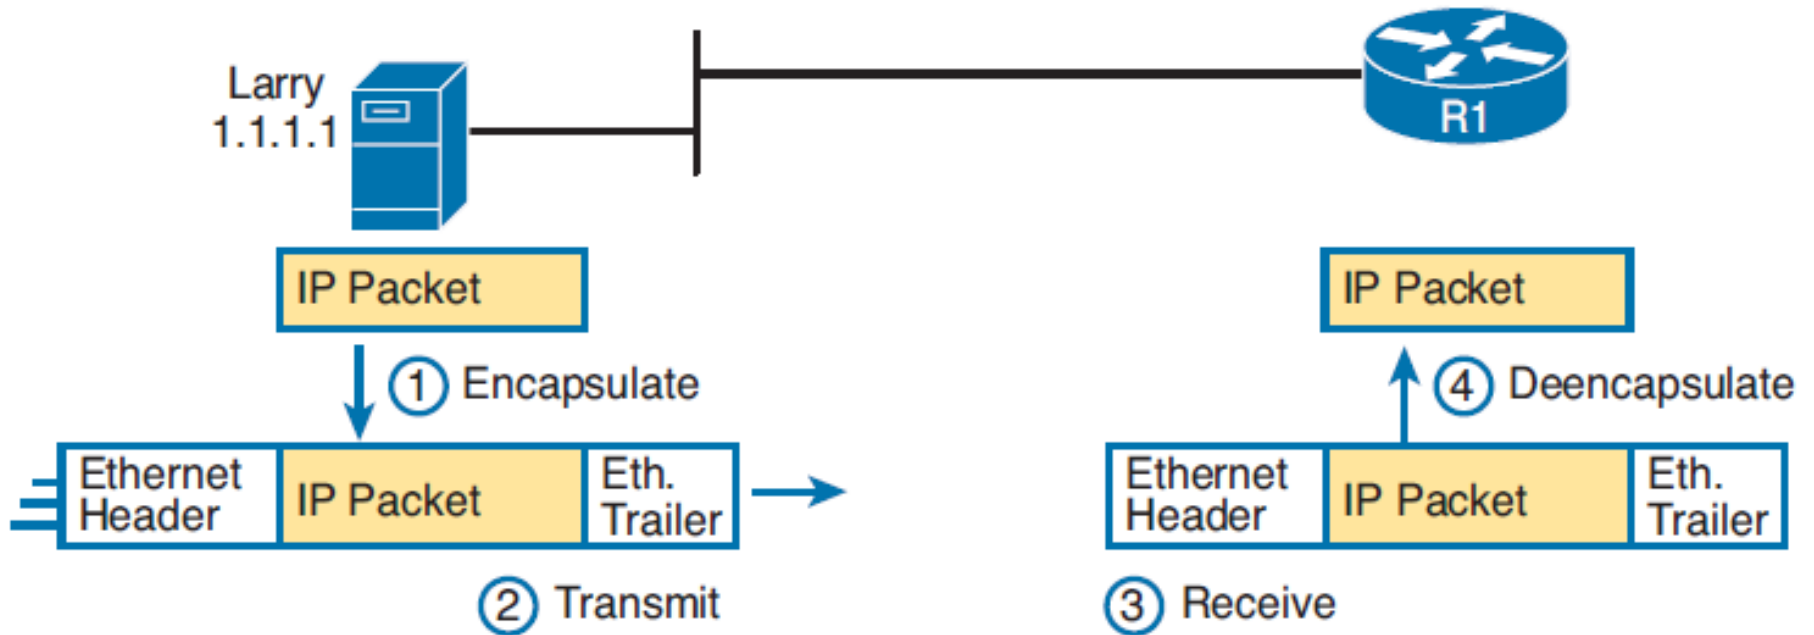 Larry
1.1.1.1
R1
IP Packet
IP Packet
1 Encapsulate
4 Deencapsulate
Ethernet
Header
IP Packet
Eth.
Trailer
Ethernet
Header
IP Packet
Eth.
Trailer
2 Transmit
3 Receive